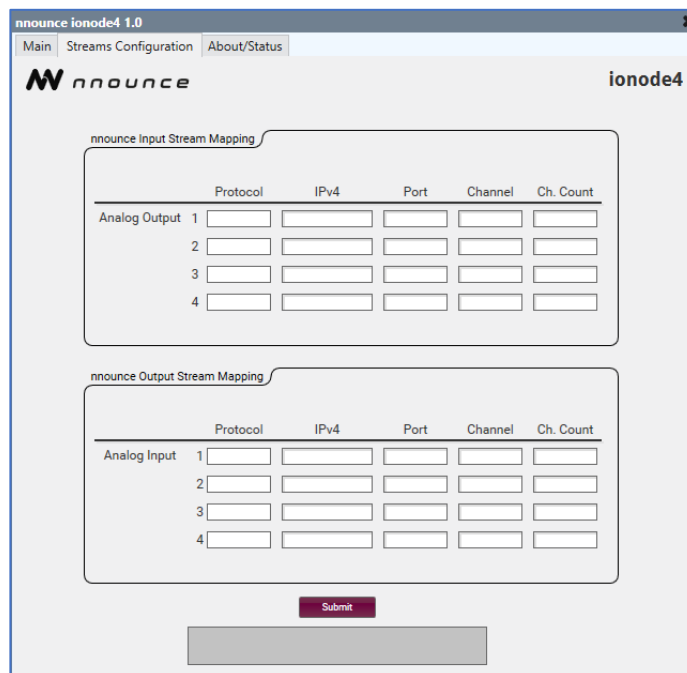 nnounce ionode4 1.0
Main Streams Configuration About/Status
nnounce ionode4
nnounce Input Stream Mapping
Protocol IPv4 Port Channel Ch. Count
Analog Output 1
2
3
4
nnounce Output Stream Mapping
Protocol IPv4 Port Channel Ch. Count
Analog Input 1
2
3
4
Submit